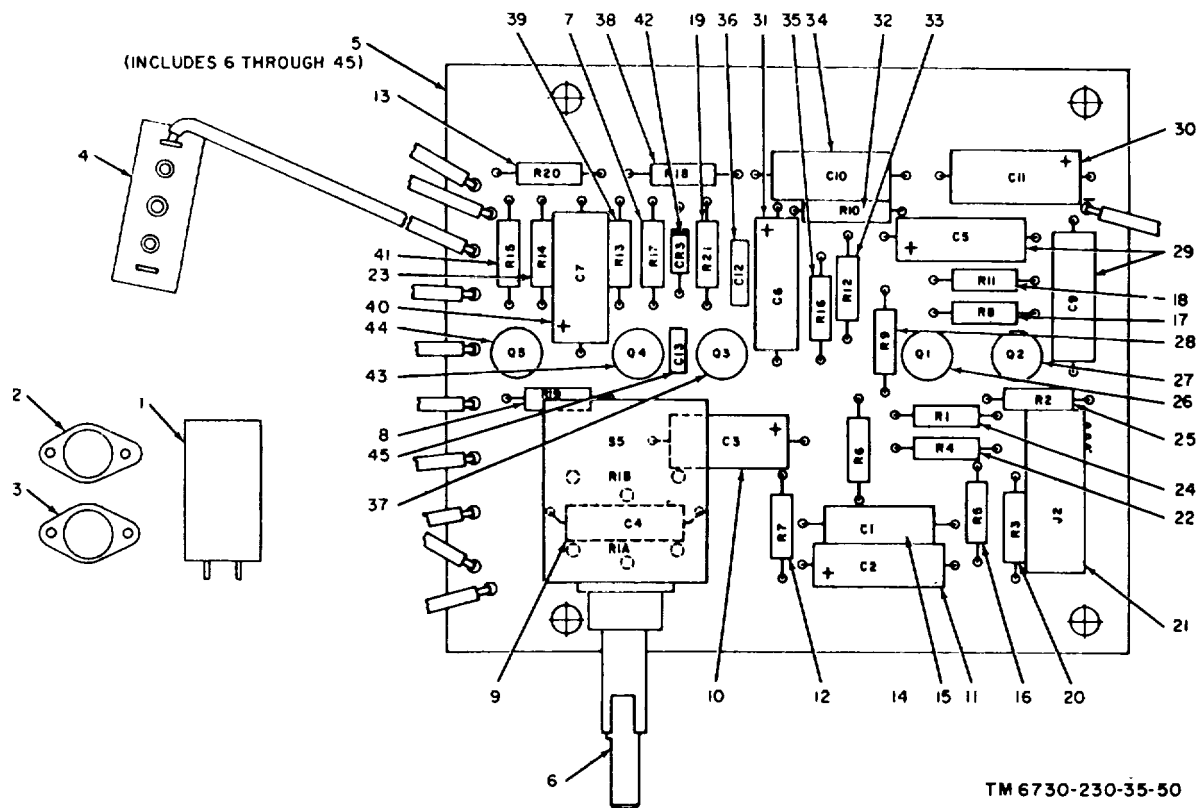 39 7 38 42 19 36 31 35 34 32 33
5
(INCLUDES 6 THROUGH 45)
13
30
4
R20
R18
C10
C11
R10
41
R15
R14
C7
R13
R17
CR3
R21
C12
C6
R16
R12
C5
29
23
R11
18
C9
40
R8
17
44
R9
28
Q5
Q4
C13
Q3
Q1
Q2
43
27
2
1
R19
R2
26
8
S5
C3
R1
25
45
R6
R4
24
37
R1B
22
3
C4
R7
C1
R5
R3
J2
R1A
C2
21
9 10 12 14 15 11 16 20
6
TM 6730-230-35-50